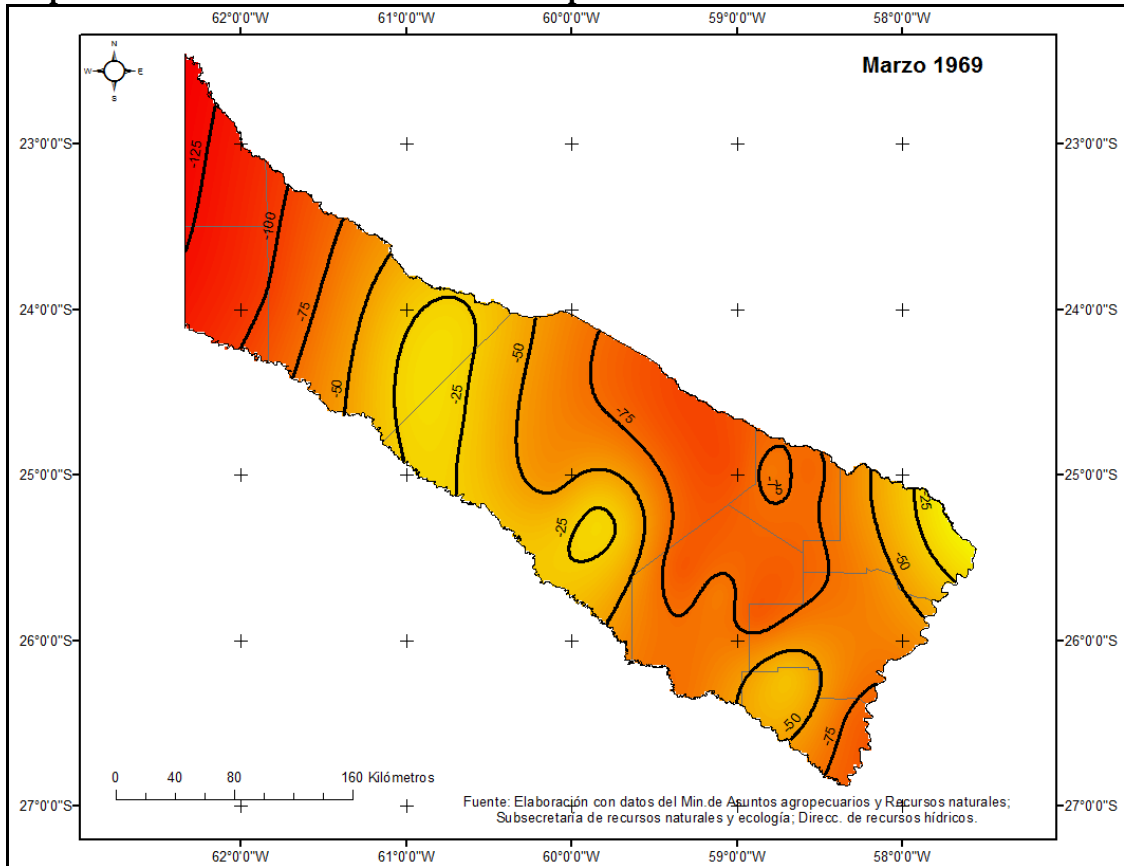 62°0'0"W 61°0'0"W 60°0'0"W 59°0'0"W 58°0'0"W
N
W E
S
Marzo 1969
23°0'0"S 23°0'0"S
-125
-100
24°0'0"S 24°0'0"S
-75
-50
-50
-25
-75
25°0'0"S 25°0'0"S
-75
-25
-25
-50
26°0'0"S 26°0'0"S
-50
-75
0 40 80 160 Kilómetros
Fuente: Elaboración con datos del Min.de Asuntos agropecuarios y Recursos naturales;
27°0'0"S 27°0'0"S
Subsecretaría de recursos naturales y ecología; Direcc. de recursos hídricos.
62°0'0"W 61°0'0"W 60°0'0"W 59°0'0"W 58°0'0"W